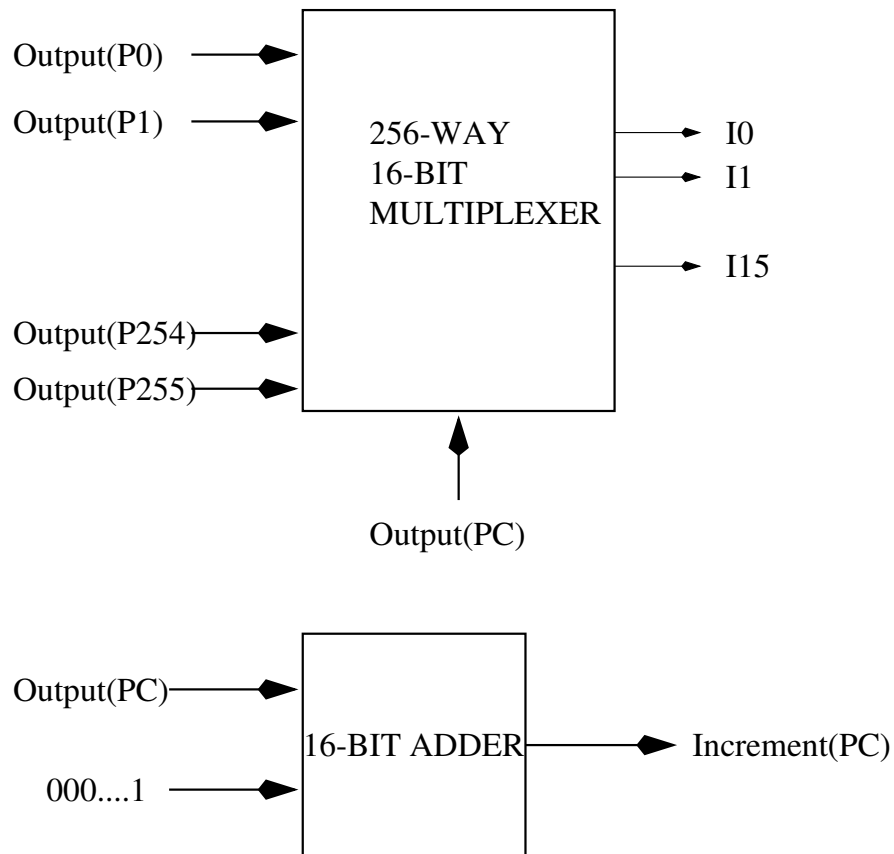 Output(P0)
Output(P1)
256-WAY
16-BIT
MULTIPLEXER
I0
I1
I15
Output(P254)
Output(P255)
Output(PC)
Output(PC)
16-BIT ADDER
Increment(PC)
000....1